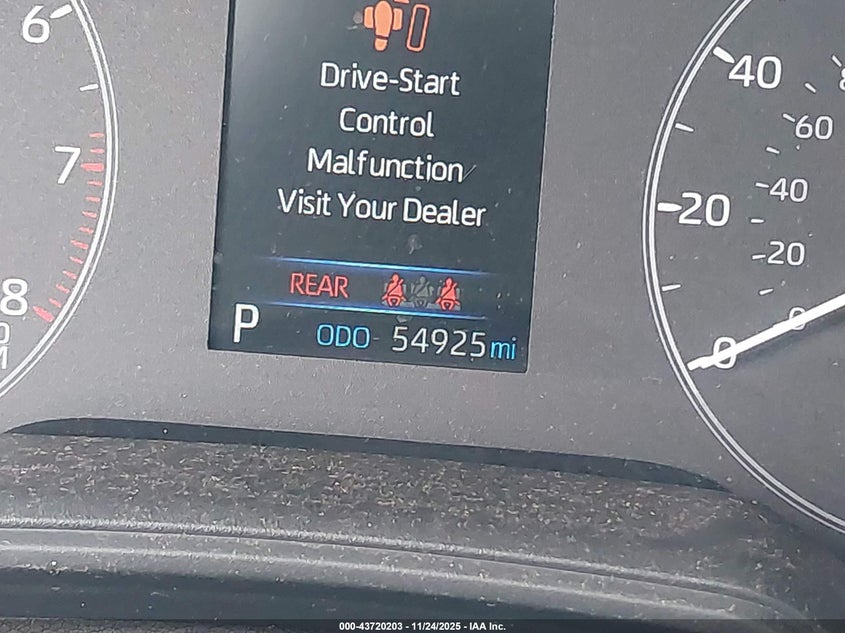 6
7
8
Drive-Start
Control
Malfunction
Visit Your Dealer
REAR
P ODO 54925 mi
40
60
40
20
20
0
0
000-43720203 - 11/24/2025 - IAA Inc.